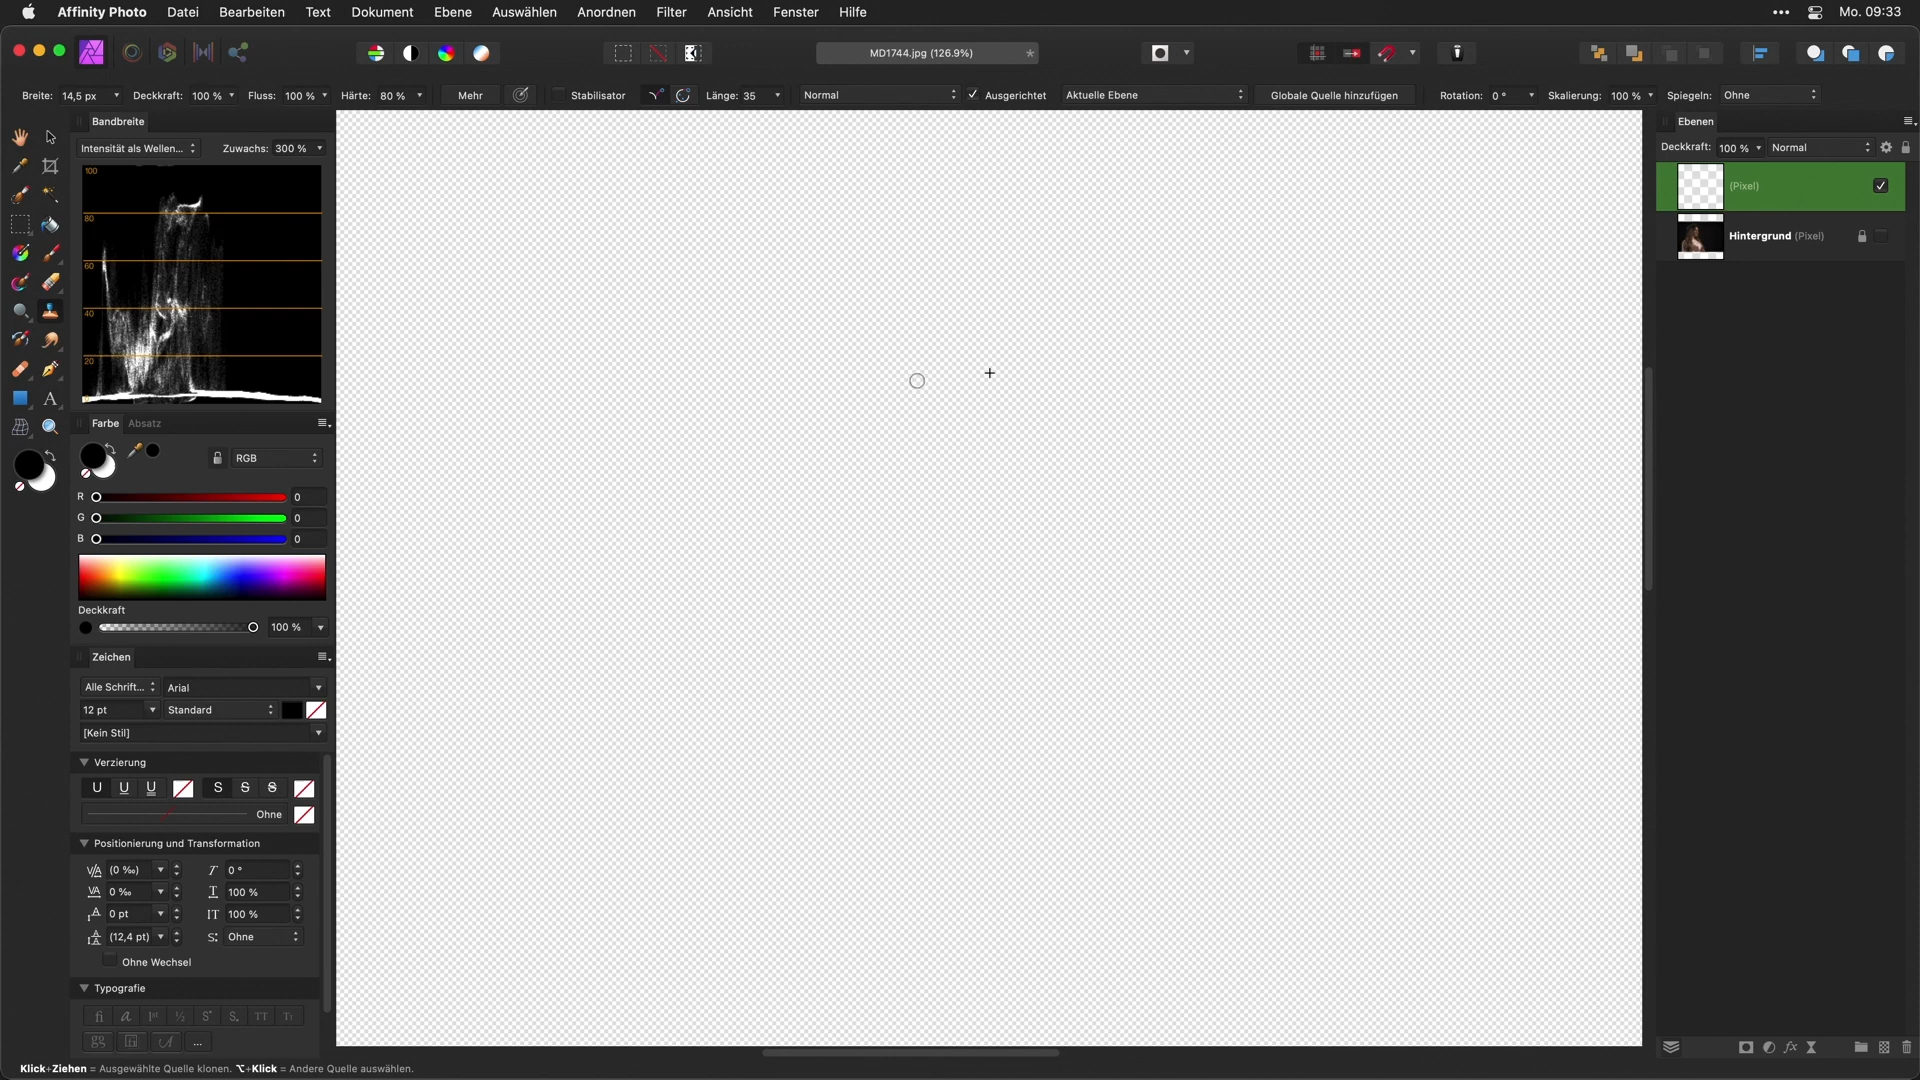 Affinity Photo Datei Bearbeiten Text Dokument Ebene Auswählen Anordnen Filter Ansicht Fenster Hilfe Mo. 09:33
MD1744.jpg (126.9%)
Breite: 14,5 px Deckkraft: 100 % Fluss: 100 % Härte: 80 % Mehr Stabilisator Länge: 35 Normal Ausgerichtet Aktuelle Ebene Globale Quelle hinzufügen Rotation: 0 ° Skalierung: 100 % Spiegeln: Ohne
Bandbreite
Intensität als Wellen... Zuwachs: 300 %
100
80
60
40
20
Farbe Absatz
RGB
R 0
G 0
B 0
Deckkraft
100 %
Zeichen
Alle Schrift... Arial
12 pt Standard
[Kein Stil]
Verzierung
U U U S S S
Ohne
Positionierung und Transformation
(0 ‰) 0 °
0 ‰ 100 %
0 pt 100 %
(12,4 pt) Ohne
Ohne Wechsel
Typografie
...
Klick+Ziehen = Ausgewählte Quelle klonen. ⌥+Klick = Andere Quelle auswählen.
Ebenen
Deckkraft: 100 % Normal
(Pixel)
Hintergrund (Pixel)